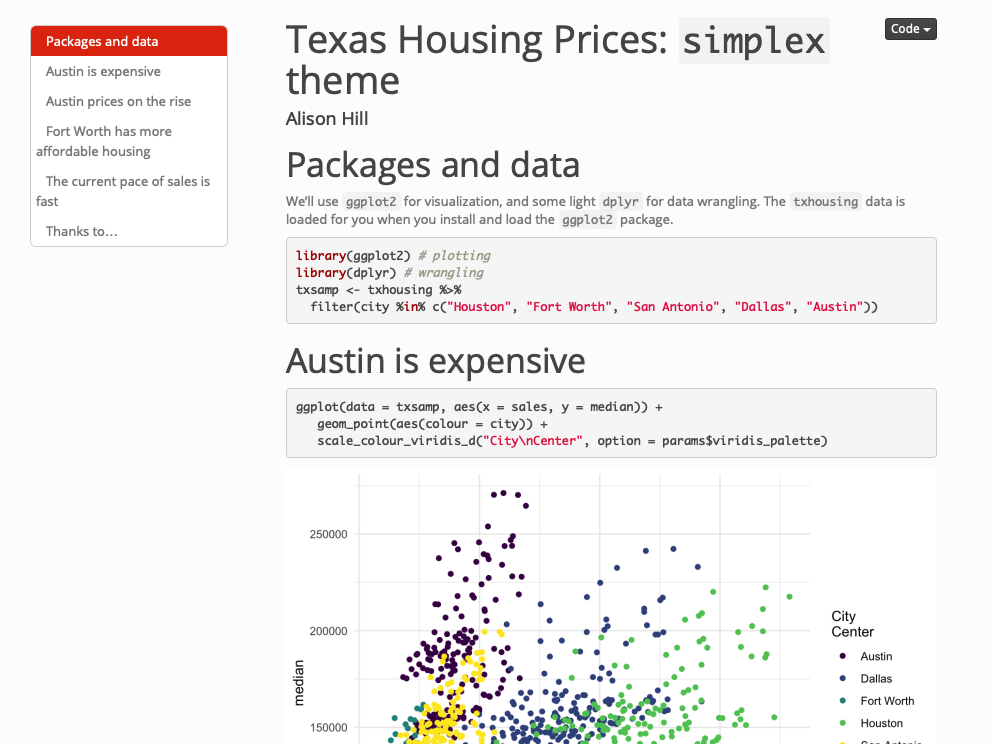 Packages and data
Austin is expensive
Austin prices on the rise
Fort Worth has more
affordable housing
The current pace of sales is
fast
Thanks to…
Code
Texas Housing Prices: simplex
theme
Alison Hill
Packages and data
We'll use ggplot2 for visualization, and some light dplyr for data wrangling. The txhousing data is
loaded for you when you install and load the ggplot2 package.
library(ggplot2) # plotting
library(dplyr) # wrangling
txsamp <- txhousing %>%
  filter(city %in% c("Houston", "Fort Worth", "San Antonio", "Dallas", "Austin"))
Austin is expensive
ggplot(data = txsamp, aes(x = sales, y = median)) +
   geom_point(aes(colour = city)) +
   scale_colour_viridis_d("City\nCenter", option = params$viridis_palette)
250000
200000
150000
median
City
Center
Austin
Dallas
Fort Worth
Houston
San Antonio